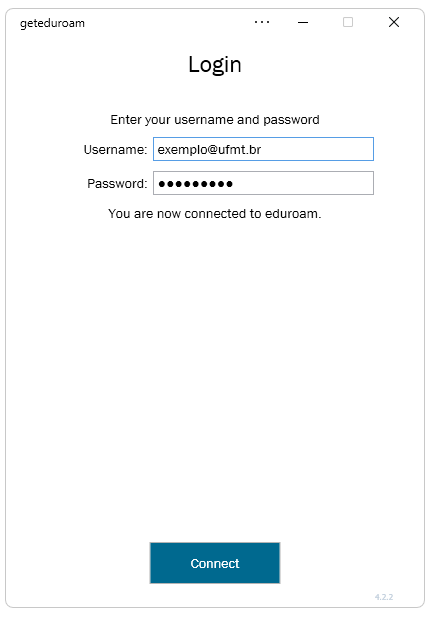 geteduroam
Login
Enter your username and password
Username: exemplo@ufmt.br
Password: ●●●●●●●●●
You are now connected to eduroam.
Connect
4.2.2